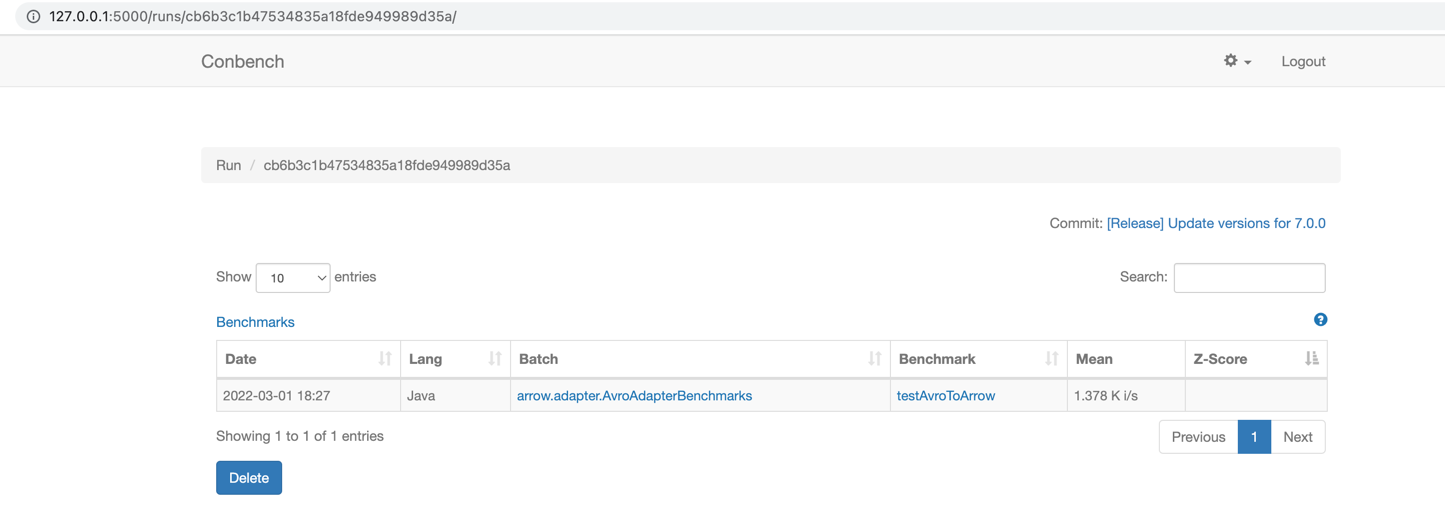 127.0.0.1:5000/runs/cb6b3c1b47534835a18fde949989d35a/
Conbench Logout
Run / cb6b3c1b47534835a18fde949989d35a
Commit: [Release] Update versions for 7.0.0
Show 10 entries Search:
Benchmarks ?
Date Lang Batch Benchmark Mean Z-Score
2022-03-01 18:27 Java arrow.adapter.AvroAdapterBenchmarks testAvroToArrow 1.378 K i/s
Showing 1 to 1 of 1 entries Previous 1 Next
Delete